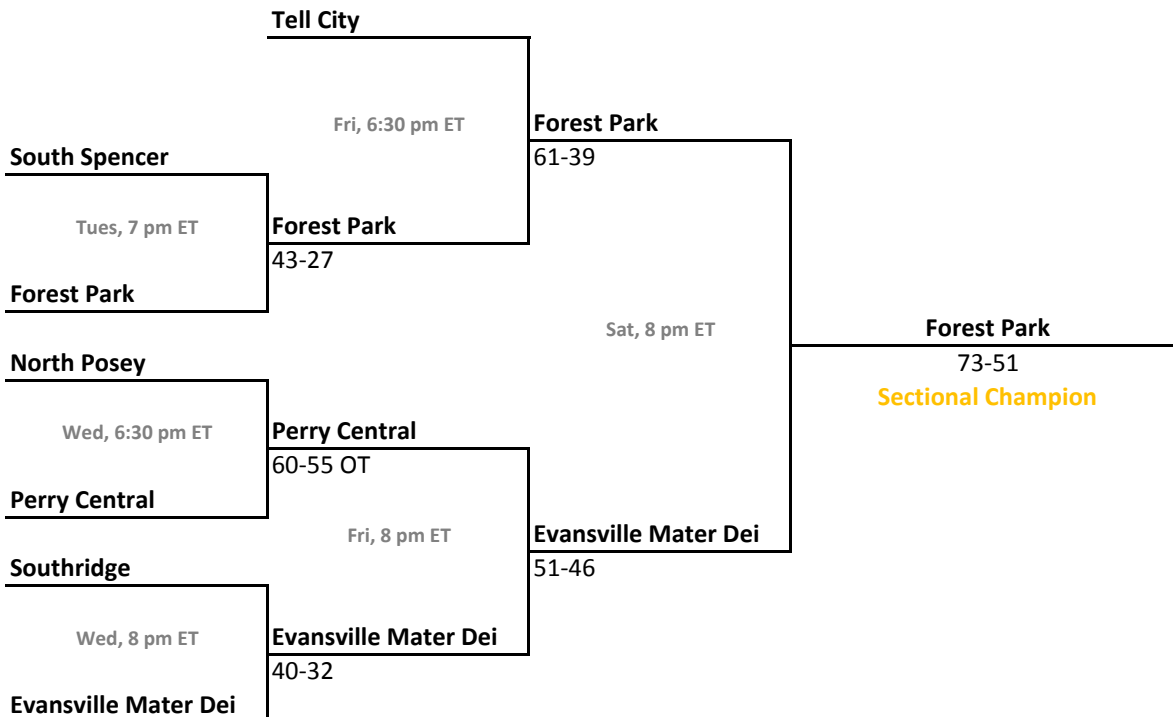 Tell City
Fri, 6:30 pm ET
Forest Park
61-39
South Spencer
Tues, 7 pm ET
Forest Park
43-27
Forest Park
Sat, 8 pm ET
Forest Park
73-51
Sectional Champion
North Posey
Wed, 6:30 pm ET
Perry Central
60-55 OT
Perry Central
Fri, 8 pm ET
Evansville Mater Dei
51-46
Southridge
Wed, 8 pm ET
Evansville Mater Dei
40-32
Evansville Mater Dei